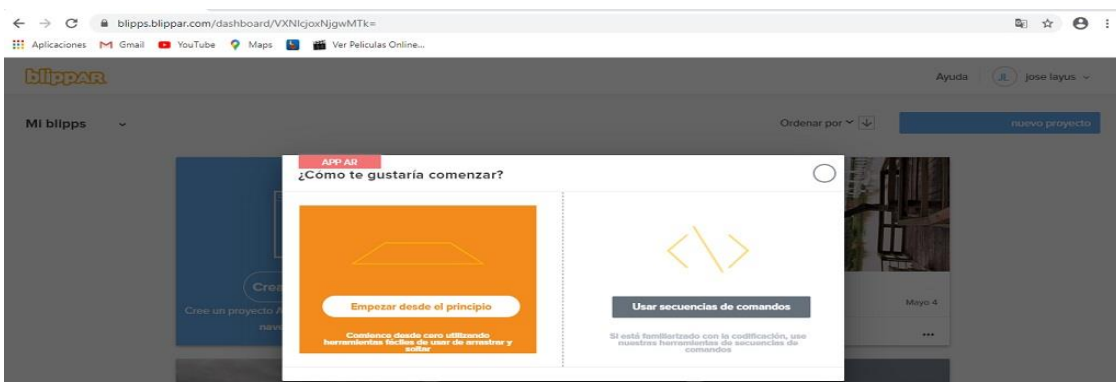 blipps.blippar.com/dashboard/VXNlcjoxNjgwMTk=
Aplicaciones Gmail YouTube Maps Ver Peliculas Online...
blippAR Ayuda JL jose layus
Mi blipps Ordenar por nuevo proyecto
APP AR
¿Cómo te gustaría comenzar?
Empezar desde el principio
Comience desde cero utilizando
herramientas fáciles de usar de arrastrar y
soltar
Usar secuencias de comandos
Si está familiarizado con la codificación, use
nuestras herramientas de secuencias de
comandos
Crea
Cree un proyecto A
nave
Mayo 4